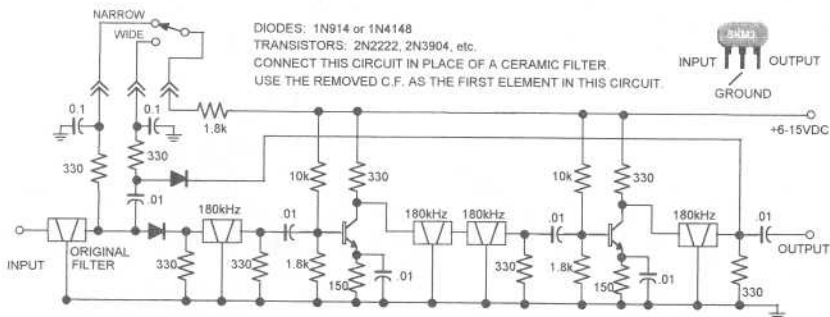 NARROW
WIDE
DIODES: 1N914 or 1N4148
TRANSISTORS: 2N2222, 2N3904, etc.
CONNECT THIS CIRCUIT IN PLACE OF A CERAMIC FILTER.
USE THE REMOVED C.F. AS THE FIRST ELEMENT IN THIS CIRCUIT.
SKM3
INPUT
OUTPUT
GROUND
+6-15VDC
0.1
0.1
1.8k
330
330
.01
10k
330
10k
330
180kHz
.01
180kHz
180kHz
.01
180kHz
.01
INPUT
ORIGINAL
FILTER
OUTPUT
330
330
1.8k
150
.01
330
1.8k
150
.01
330